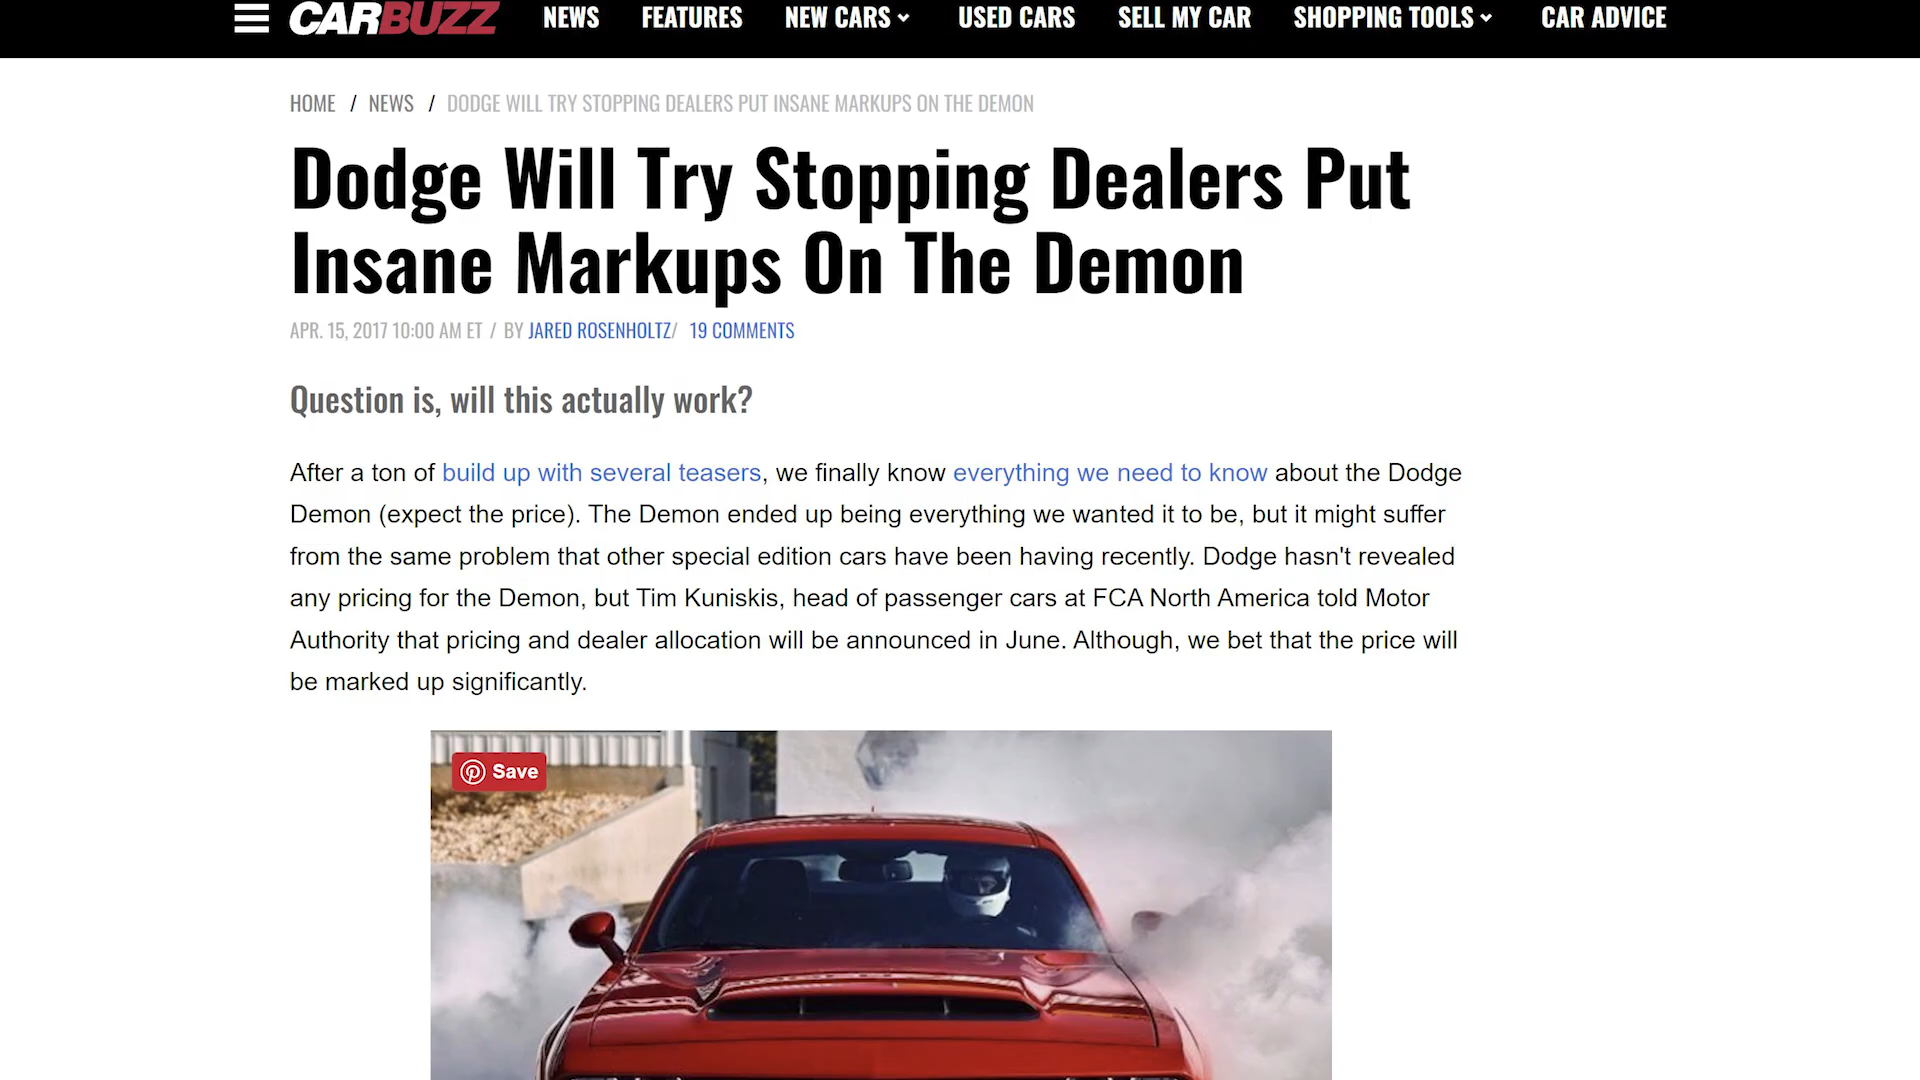 CARBUZZ NEWS FEATURES NEW CARS USED CARS SELL MY CAR SHOPPING TOOLS CAR ADVICE
HOME / NEWS / DODGE WILL TRY STOPPING DEALERS PUT INSANE MARKUPS ON THE DEMON
Dodge Will Try Stopping Dealers Put
Insane Markups On The Demon
APR. 15, 2017 10:00 AM ET / BY JARED ROSENHOLTZ/ 19 COMMENTS
Question is, will this actually work?
After a ton of build up with several teasers, we finally know everything we need to know about the Dodge
Demon (expect the price). The Demon ended up being everything we wanted it to be, but it might suffer
from the same problem that other special edition cars have been having recently. Dodge hasn't revealed
any pricing for the Demon, but Tim Kuniskis, head of passenger cars at FCA North America told Motor
Authority that pricing and dealer allocation will be announced in June. Although, we bet that the price will
be marked up significantly.
Save